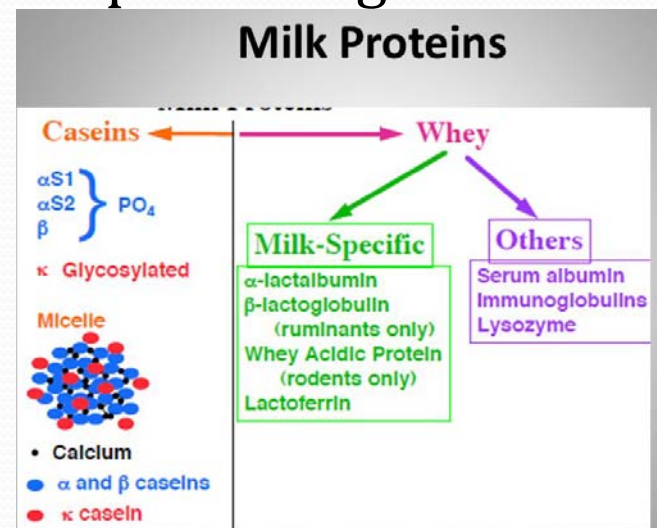 Milk Proteins
Caseins
Whey
αS1
αS2
β
PO₄
κ Glycosylated
Micelle
• Calcium
α and β caseins
κ casein
Milk-Specific
α-lactalbumin
β-lactoglobulin
(ruminants only)
Whey Acidic Protein
(rodents only)
Lactoferrin
Others
Serum albumin
Immunoglobulins
Lysozyme